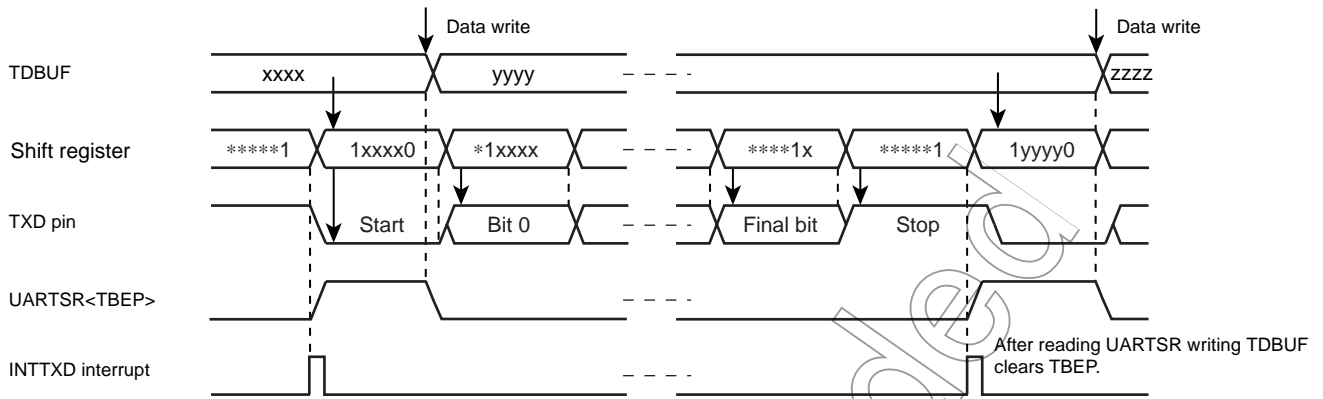 Data write
Data write
TDBUF
xxxx
yyyy
zzzz
Shift register
*****1
1xxxx0
*1xxxx
****1x
*****1
1yyyy0
TXD pin
Start
Bit 0
Final bit
Stop
UARTSR<TBEP>
After reading UARTSR writing TDBUF
clears TBEP.
INTTXD interrupt
ded